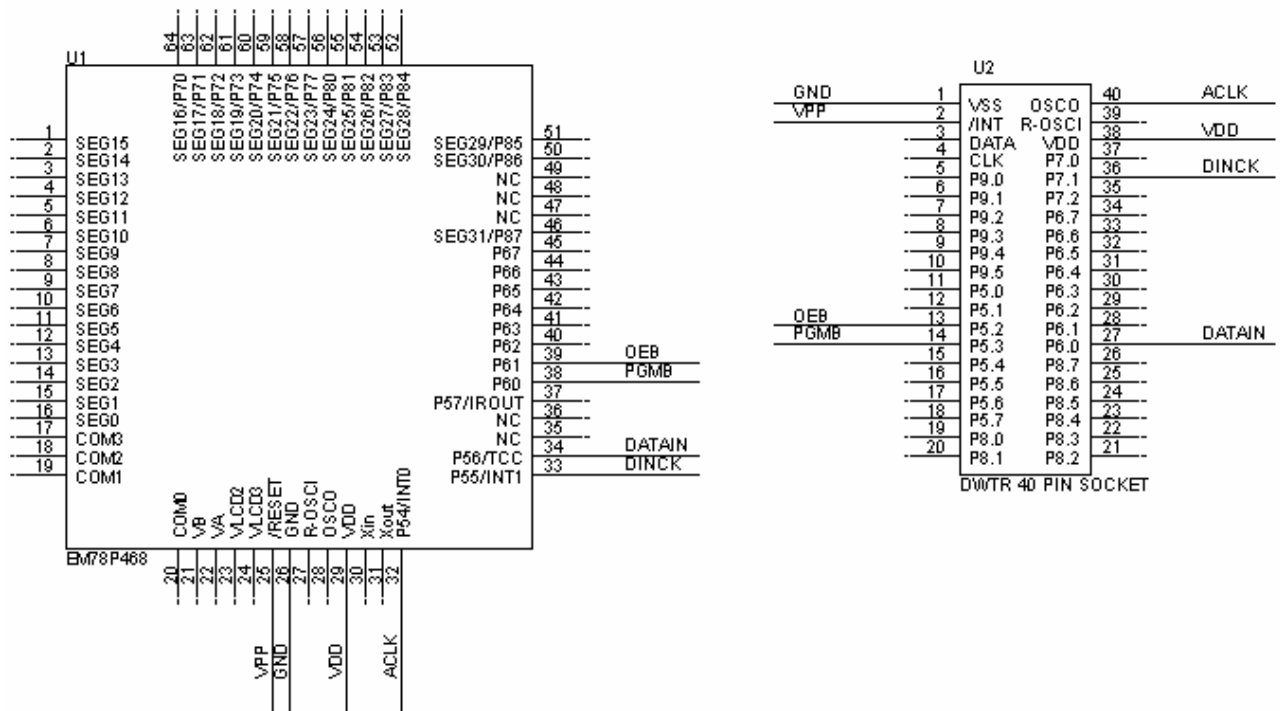 U1
64 63 62 61 60 59 58 57 56 55 54 53 52
SEG16/P70
SEG17/P71
SEG18/P72
SEG19/P73
SEG20/P74
SEG21/P75
SEG22/P76
SEG23/P77
SEG24/P80
SEG25/P81
SEG26/P82
SEG27/P83
SEG28/P84
1 SEG15
2 SEG14
3 SEG13
4 SEG12
5 SEG11
6 SEG10
7 SEG9
8 SEG8
9 SEG7
10 SEG6
11 SEG5
12 SEG4
13 SEG3
14 SEG2
15 SEG1
16 SEG0
17 COM3
18 COM2
19 COM1
SEG29/P85 51
SEG30/P86 50
NC 49
NC 48
NC 47
SEG31/P87 46
P67 45
P66 44
P65 43
P64 42
P63 41
P62 40
P61 39 OEB
P60 38 PGMB
P57/IROUT 37
NC 36
NC 35
P56/TCC 34 DATAIN
P55/INT1 33 DINCK
COM0
VB
VA
VLCD2
VLCD3
/RESET
GND
R-OSCI
OSCO
VDD
Xin
Xout
P54/INT0
EM78P468
20 21 22 23 24 25 26 27 28 29 30 31 32
VPP
GND
VDD
ACLK
U2
GND 1 VSS OSCO 40 ACLK
VPP 2 /INT R-OSCI 39
3 DATA VDD 38 VDD
4 CLK P7.0 37
5 P9.0 P7.1 36 DINCK
6 P9.1 P7.2 35
7 P9.2 P6.7 34
8 P9.3 P6.6 33
9 P9.4 P6.5 32
10 P9.5 P6.4 31
11 P5.0 P6.3 30
12 P5.1 P6.2 29
OEB 13 P5.2 P6.1 28
PGMB 14 P5.3 P6.0 27 DATAIN
15 P5.4 P8.7 26
16 P5.5 P8.6 25
17 P5.6 P8.5 24
18 P5.7 P8.4 23
19 P8.0 P8.3 22
20 P8.1 P8.2 21
DWTR 40 PIN SOCKET